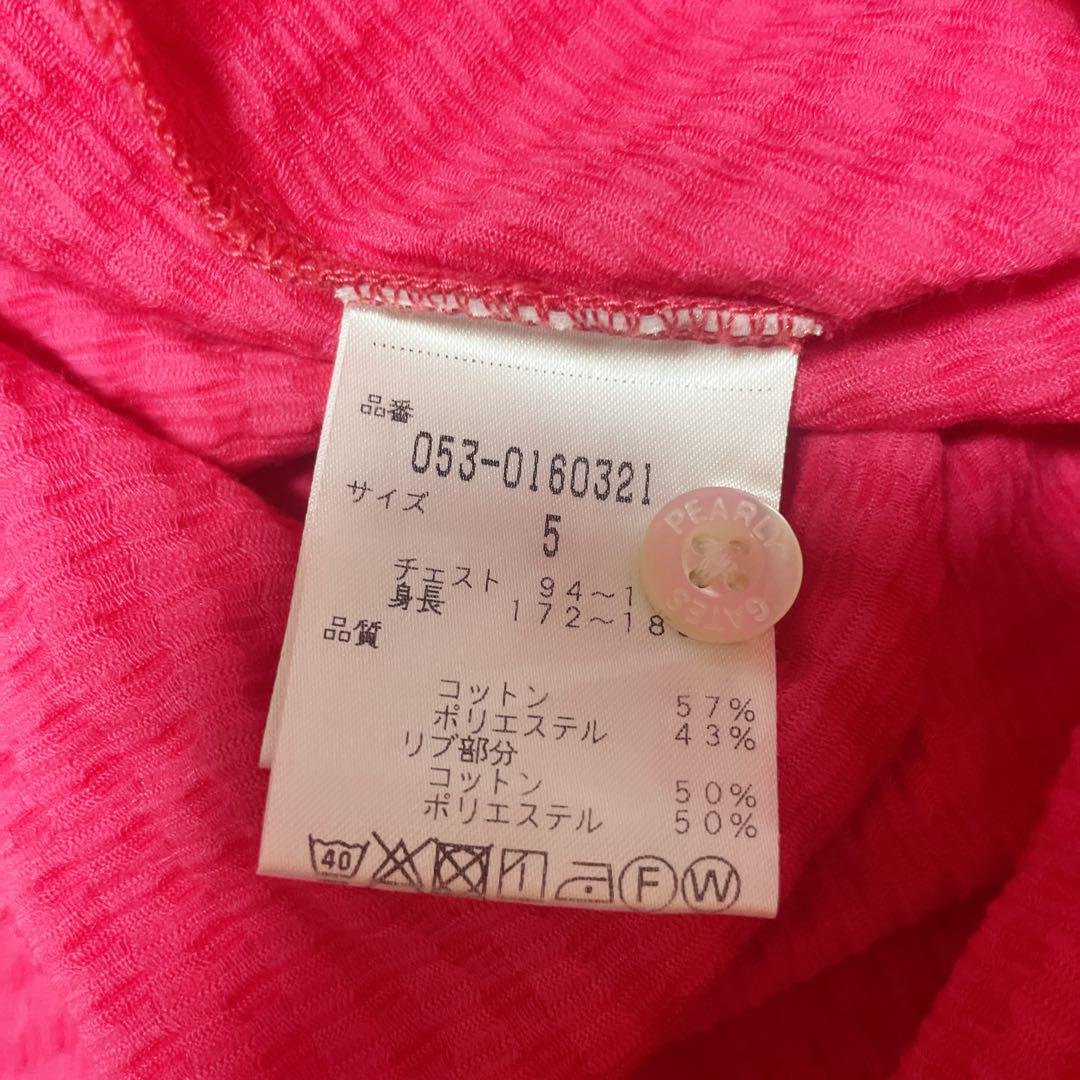 品番
053-0160321
サイズ
5
PEARLY
GATES
チェスト 94~1
身長 172~18
品質
コットン 57%
ポリエステル 43%
リブ部分
コットン 50%
ポリエステル 50%
40 F W